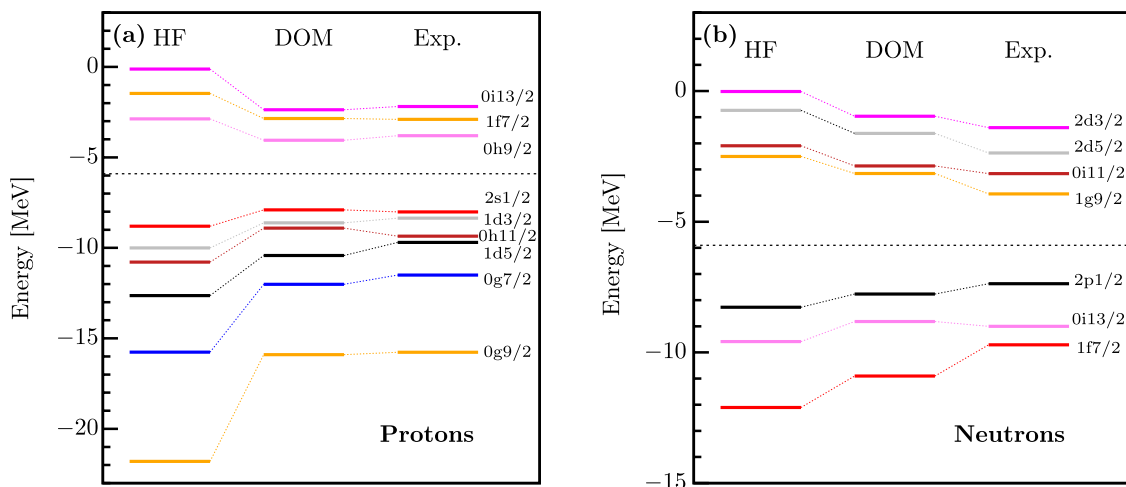 (a)
HF
DOM
Exp.
Energy [MeV]
0
−5
−10
−15
−20
0i13/2
1f7/2
0h9/2
2s1/2
1d3/2
0h11/2
1d5/2
0g7/2
0g9/2
Protons
(b)
HF
DOM
Exp.
Energy [MeV]
0
−5
−10
−15
2d3/2
2d5/2
0i11/2
1g9/2
2p1/2
0i13/2
1f7/2
Neutrons